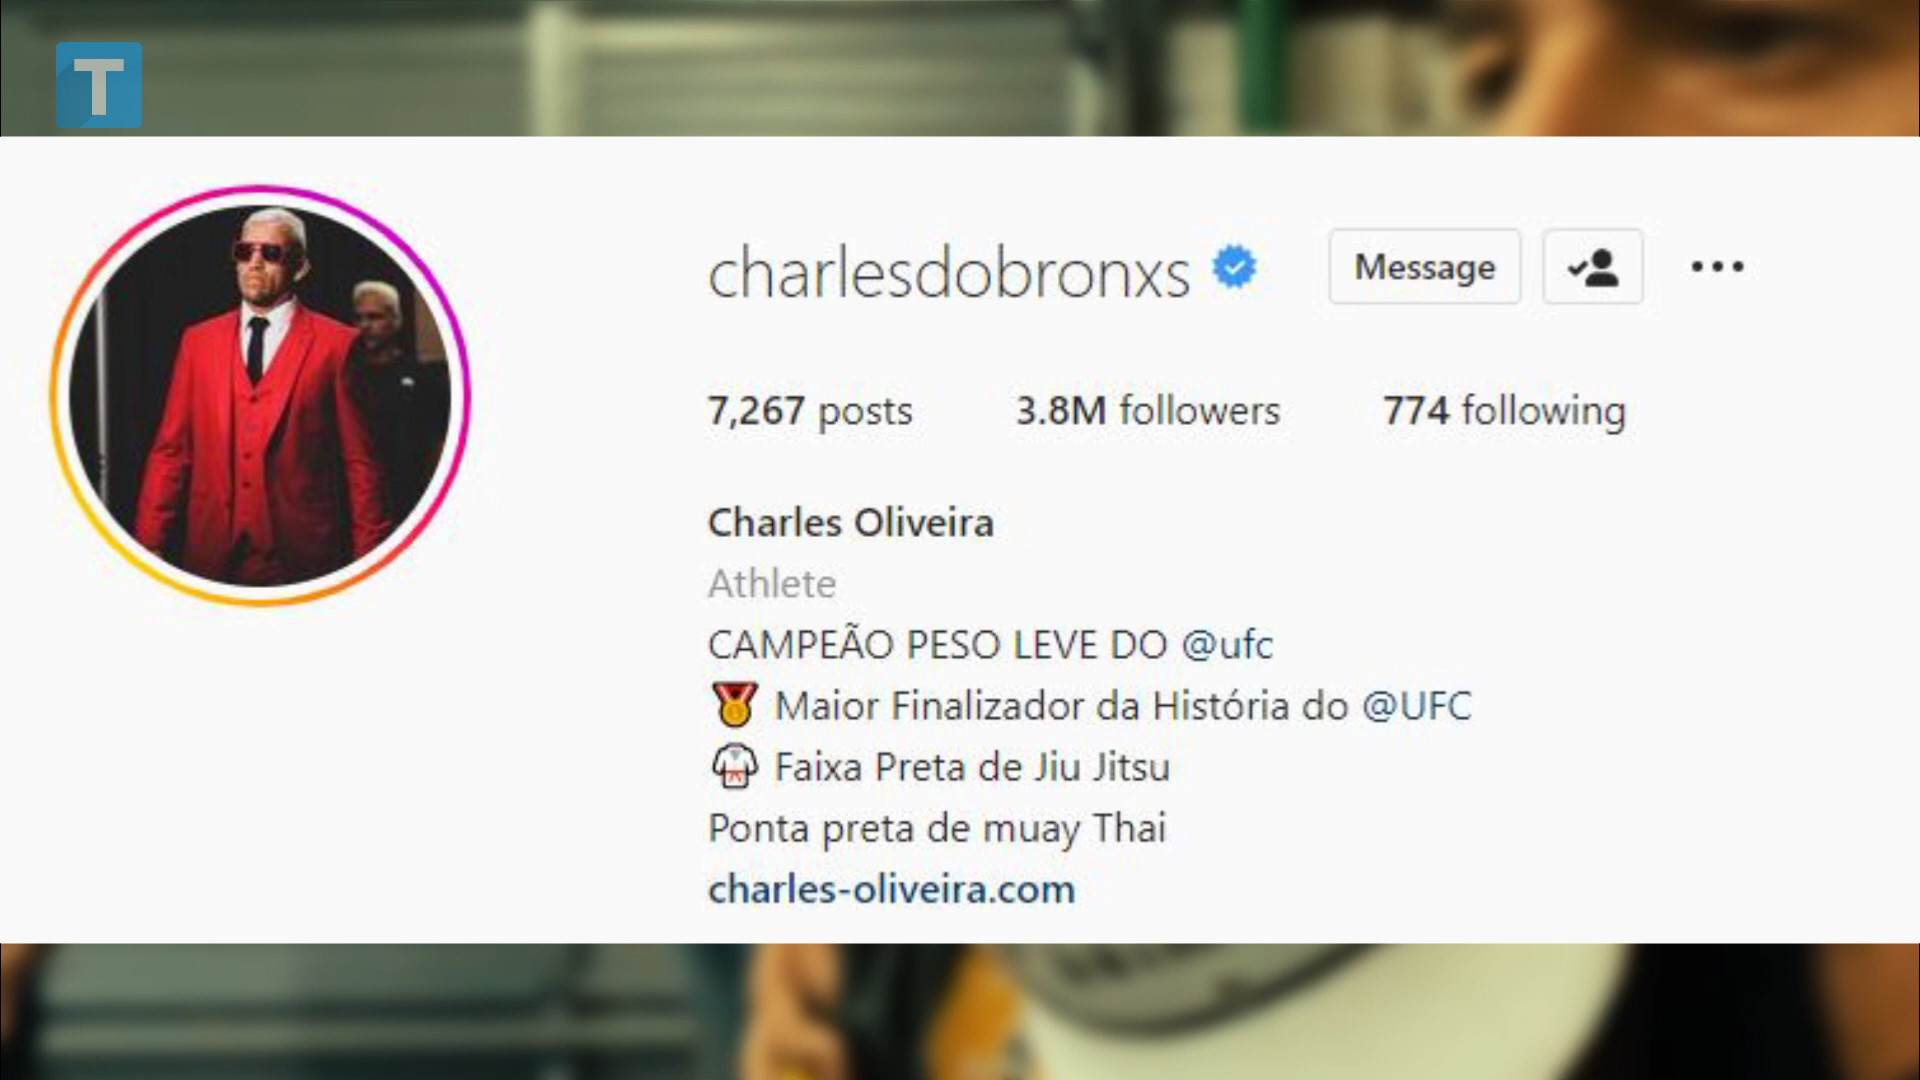 T
charlesdobronxs
Message
7,267 posts 3.8M followers 774 following
Charles Oliveira
Athlete
CAMPEÃO PESO LEVE DO @ufc
Maior Finalizador da História do @UFC
Faixa Preta de Jiu Jitsu
Ponta preta de muay Thai
charles-oliveira.com